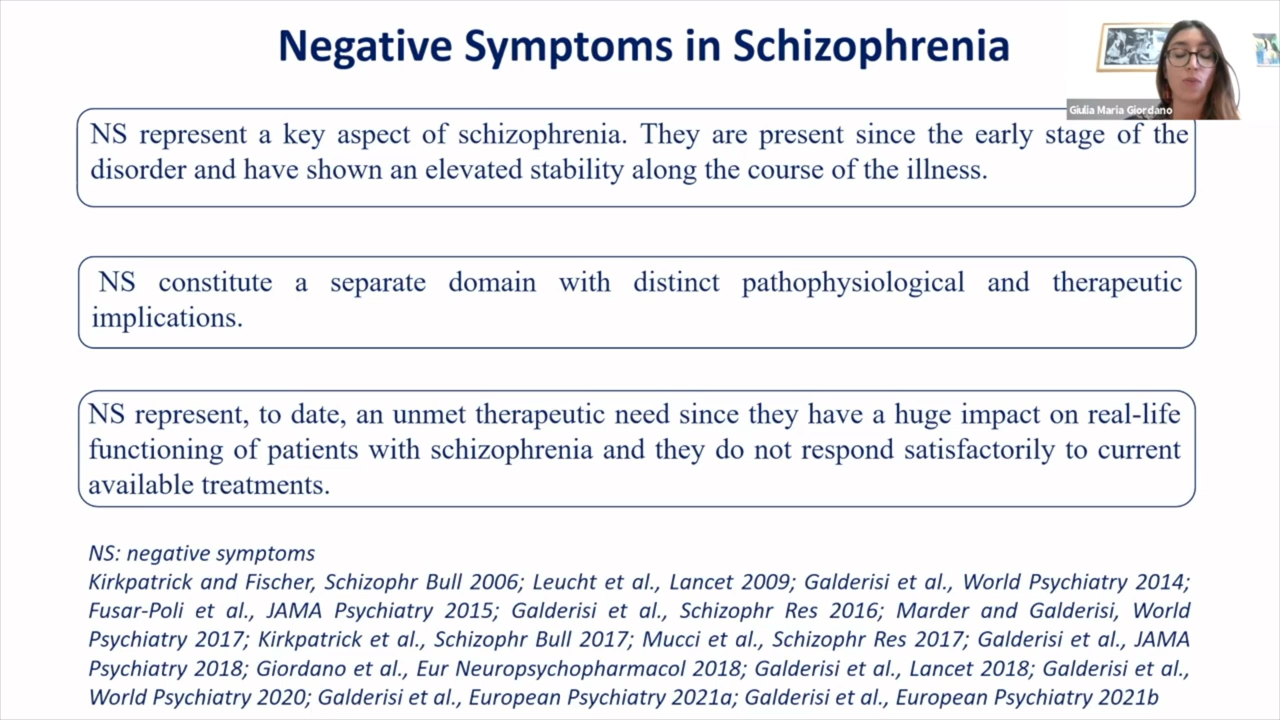 Negative Symptoms in Schizophrenia
Giulia Maria Giordano
NS represent a key aspect of schizophrenia. They are present since the early stage of the
disorder and have shown an elevated stability along the course of the illness.
NS constitute a separate domain with distinct pathophysiological and therapeutic
implications.
NS represent, to date, an unmet therapeutic need since they have a huge impact on real-life
functioning of patients with schizophrenia and they do not respond satisfactorily to current
available treatments.
NS: negative symptoms
Kirkpatrick and Fischer, Schizophr Bull 2006; Leucht et al., Lancet 2009; Galderisi et al., World Psychiatry 2014;
Fusar-Poli et al., JAMA Psychiatry 2015; Galderisi et al., Schizophr Res 2016; Marder and Galderisi, World
Psychiatry 2017; Kirkpatrick et al., Schizophr Bull 2017; Mucci et al., Schizophr Res 2017; Galderisi et al., JAMA
Psychiatry 2018; Giordano et al., Eur Neuropsychopharmacol 2018; Galderisi et al., Lancet 2018; Galderisi et al.,
World Psychiatry 2020; Galderisi et al., European Psychiatry 2021a; Galderisi et al., European Psychiatry 2021b